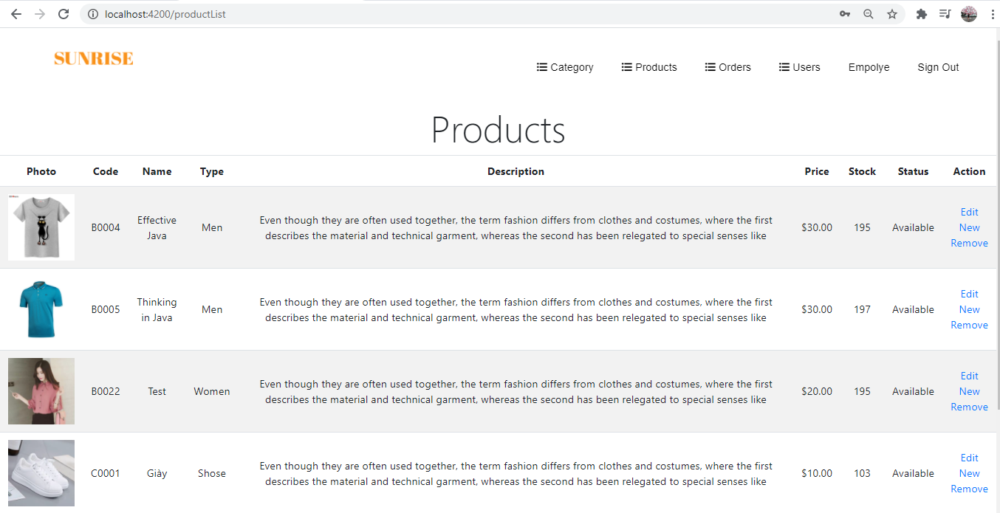 localhost:4200/productList
SUNRISE
Category Products Orders Users Empolye Sign Out
Products
Photo Code Name Type Description Price Stock Status Action
B0004 Effective Java Men Even though they are often used together, the term fashion differs from clothes and costumes, where the first
describes the material and technical garment, whereas the second has been relegated to special senses like
$30.00 195 Available Edit
New
Remove
B0005 Thinking in Java Men Even though they are often used together, the term fashion differs from clothes and costumes, where the first
describes the material and technical garment, whereas the second has been relegated to special senses like
$30.00 197 Available Edit
New
Remove
B0022 Test Women Even though they are often used together, the term fashion differs from clothes and costumes, where the first
describes the material and technical garment, whereas the second has been relegated to special senses like
$20.00 195 Available Edit
New
Remove
C0001 Giày Shose Even though they are often used together, the term fashion differs from clothes and costumes, where the first
describes the material and technical garment, whereas the second has been relegated to special senses like
$10.00 103 Available Edit
New
Remove